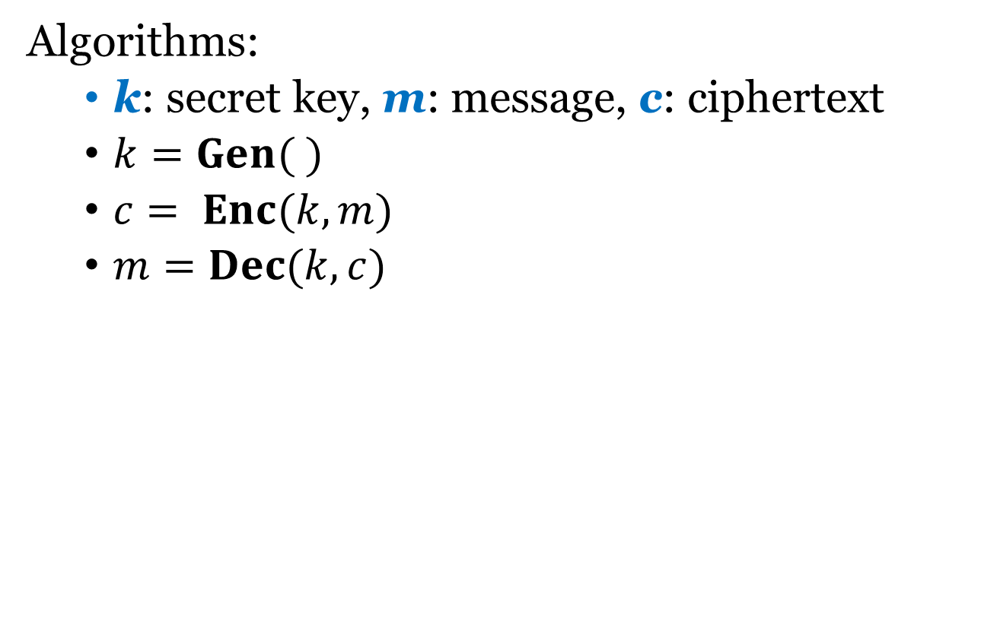 Algorithms:
• k: secret key, m: message, c: ciphertext
• k = Gen( )
• c = Enc(k, m)
• m = Dec(k, c)